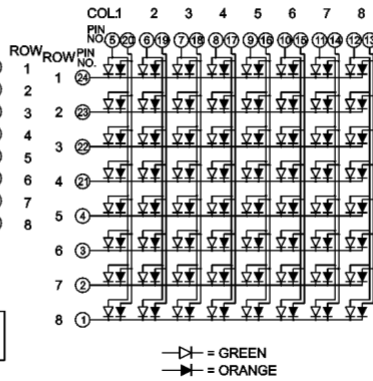 COL.1 2 3 4 5 6 7 8
PIN NO. 5 20 6 19 7 18 8 17 9 16 10 15 11 14 12 13
ROW ROW PIN NO.
1 1 24
2
3 2 23
4 3 22
5
6 4 21
7 5 4
8
6 3
7 2
8 1
= GREEN
= ORANGE